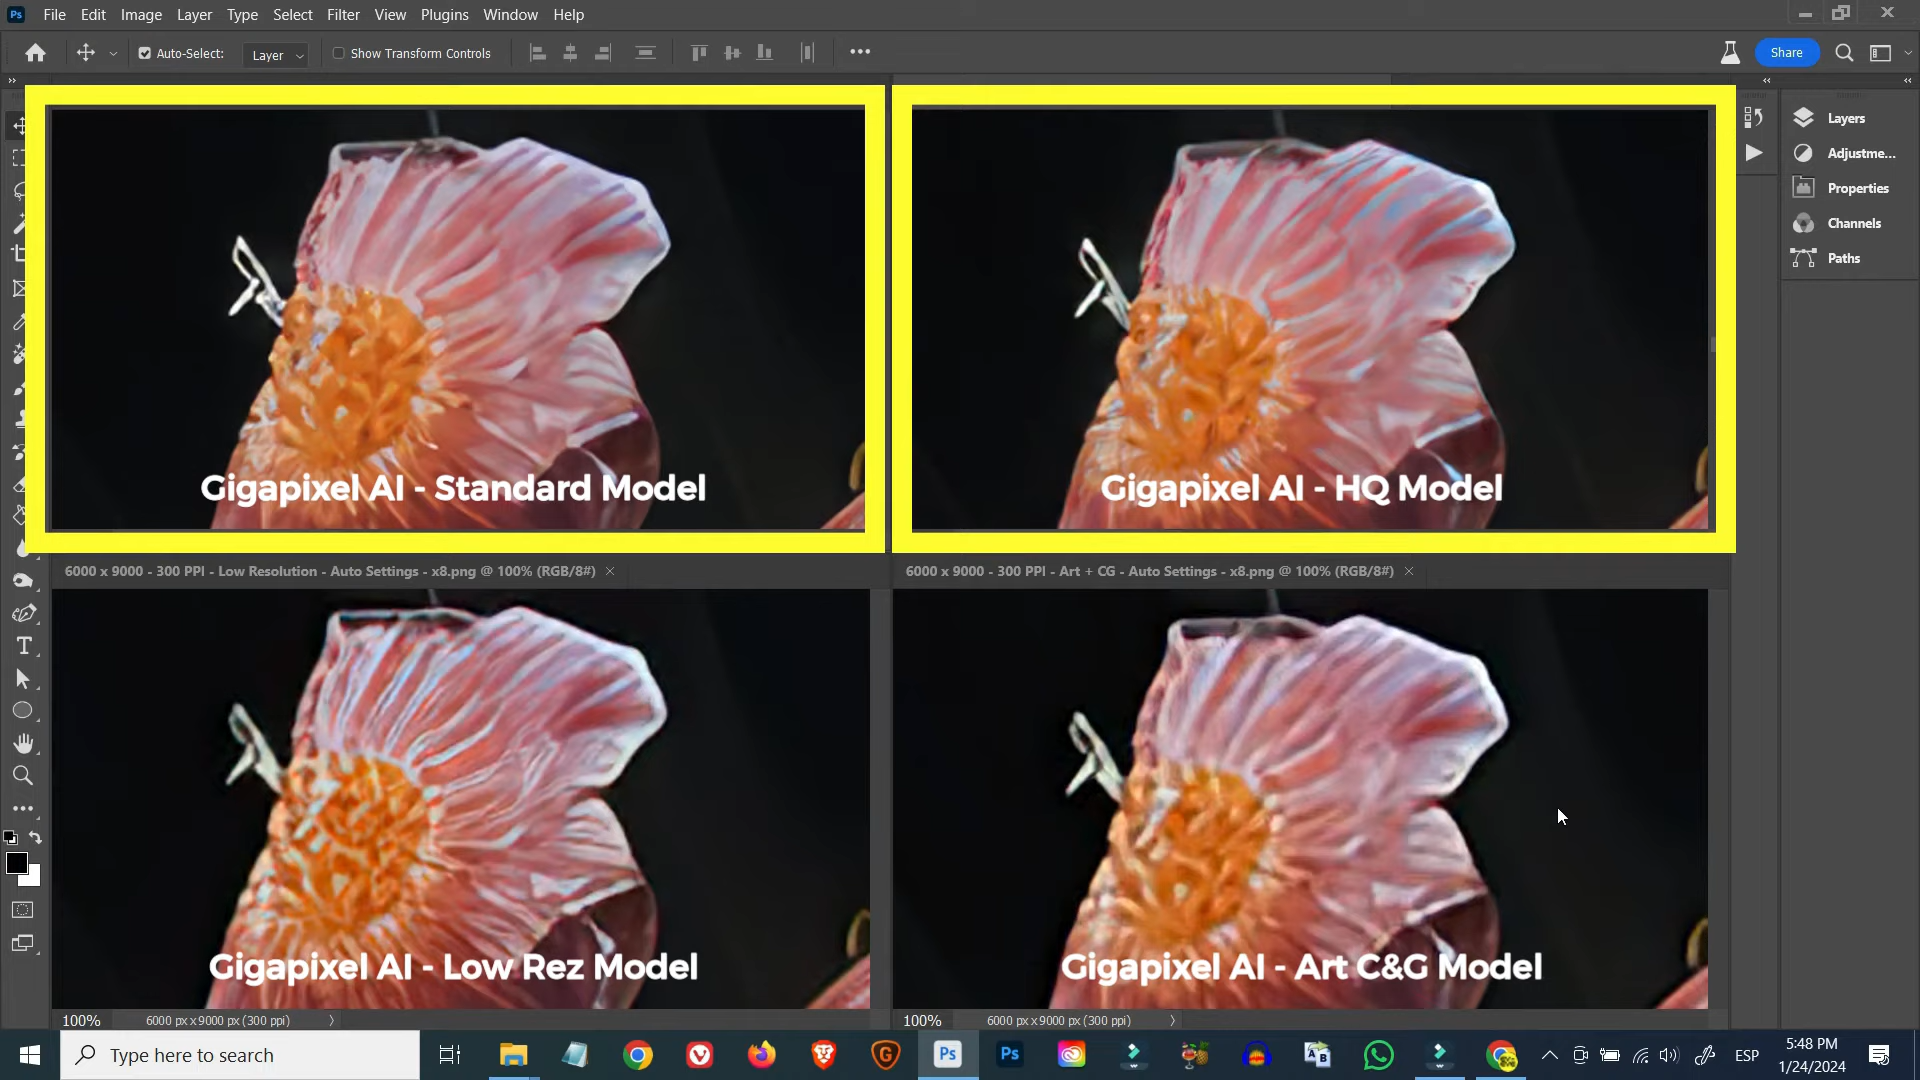 Ps File Edit Image Layer Type Select Filter View Plugins Window Help
Auto-Select: Layer Show Transform Controls Share
Layers
Adjustme...
Properties
Channels
Paths
Gigapixel AI - Standard Model
Gigapixel AI - HQ Model
6000 x 9000 - 300 PPI - Low Resolution - Auto Settings - x8.png @ 100% (RGB/8#) ×
6000 x 9000 - 300 PPI - Art + CG - Auto Settings - x8.png @ 100% (RGB/8#) ×
Gigapixel AI - Low Rez Model
Gigapixel AI - Art C&G Model
100% 6000 px x 9000 px (300 ppi)
100% 6000 px x 9000 px (300 ppi)
Type here to search
Ps
Ps
ESP
5:48 PM
1/24/2024